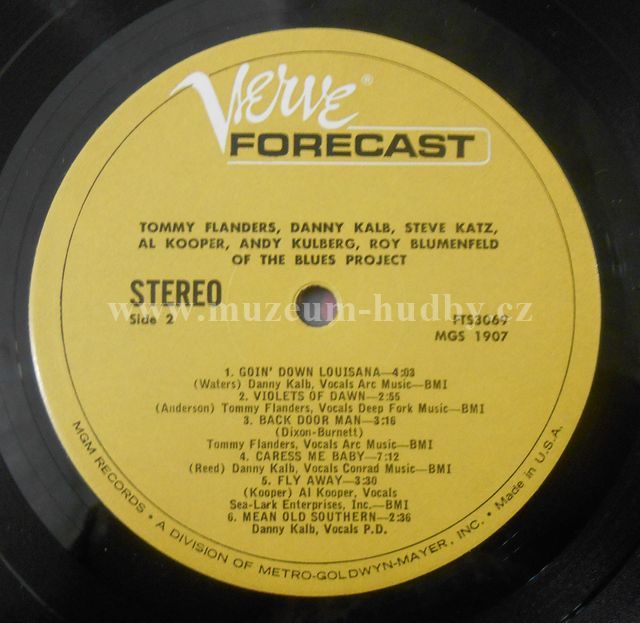 Verve®
FORECAST
TOMMY FLANDERS, DANNY KALB, STEVE KATZ,
AL KOOPER, ANDY KULBERG, ROY BLUMENFELD
OF THE BLUES PROJECT
STEREO
www.muzeum-hudby.cz
Side 2
FTS3069
MGS 1907
1. GOIN' DOWN LOUISANA—4:03
(Waters) Danny Kalb, Vocals Arc Music—BMI
2. VIOLETS OF DAWN—2:55
(Anderson) Tommy Flanders, Vocals Deep Fork Music—BMI
3. BACK DOOR MAN—3:16
(Dixon-Burnett)
Tommy Flanders, Vocals Arc Music—BMI
4. CARESS ME BABY—7:12
(Reed) Danny Kalb, Vocals Conrad Music—BMI
5. FLY AWAY—3:30
(Kooper) Al Kooper, Vocals
Sea-Lark Enterprises, Inc.—BMI
6. MEAN OLD SOUTHERN—2:36
Danny Kalb, Vocals P.D.
MGM RECORDS • A DIVISION OF METRO-GOLDWYN-MAYER, INC. • Made in U.S.A.